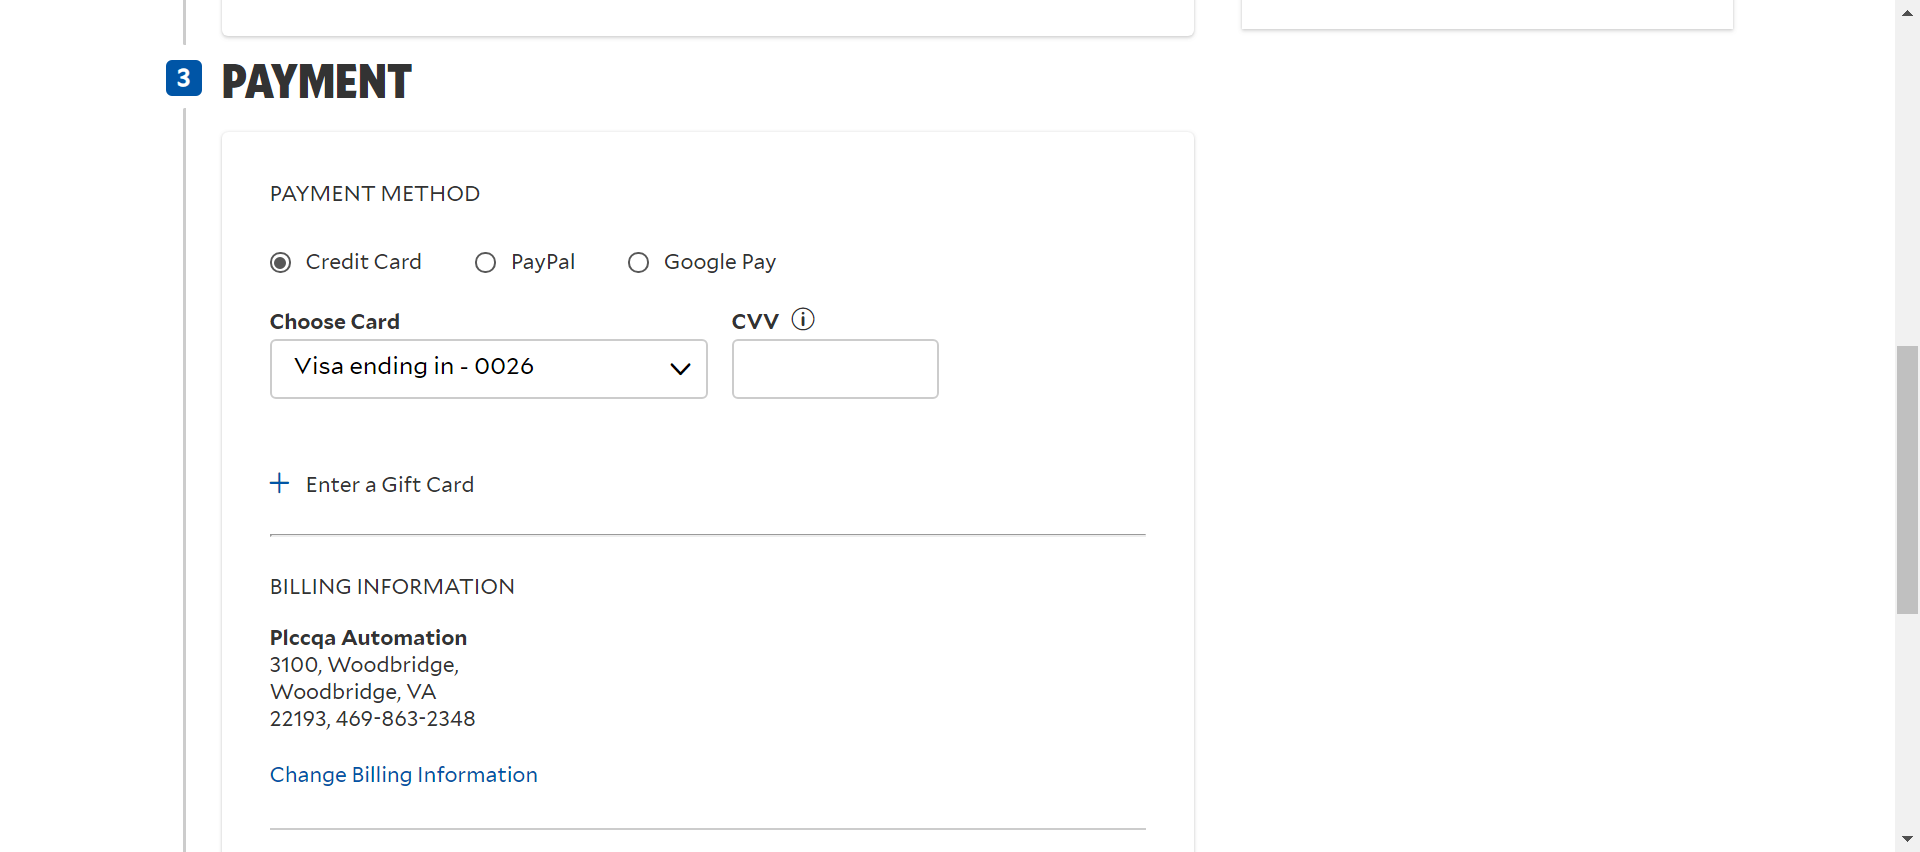 3 PAYMENT
PAYMENT METHOD
Credit Card PayPal Google Pay
Choose Card CVV
Visa ending in - 0026
Enter a Gift Card
BILLING INFORMATION
Plccqa Automation
3100, Woodbridge,
Woodbridge, VA
22193, 469-863-2348
Change Billing Information